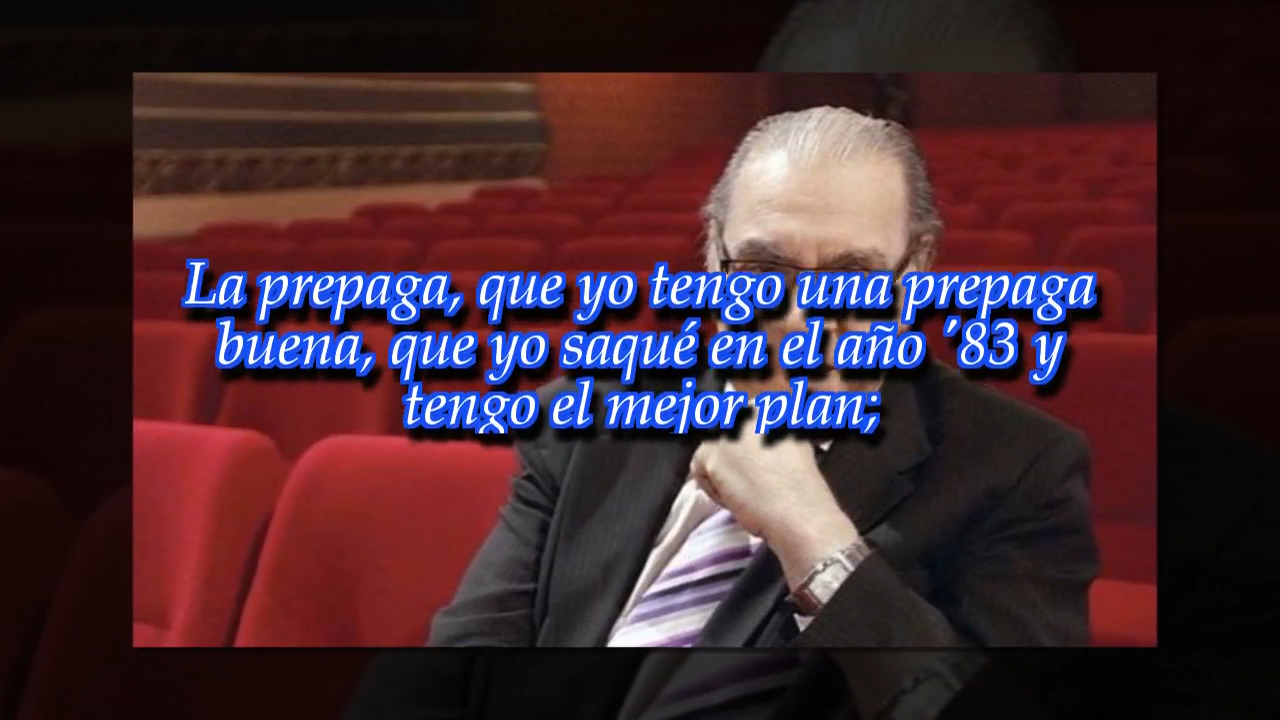 La prepaga, que yo tengo una prepaga
buena, que yo saqué en el año ’83 y
tengo el mejor plan;